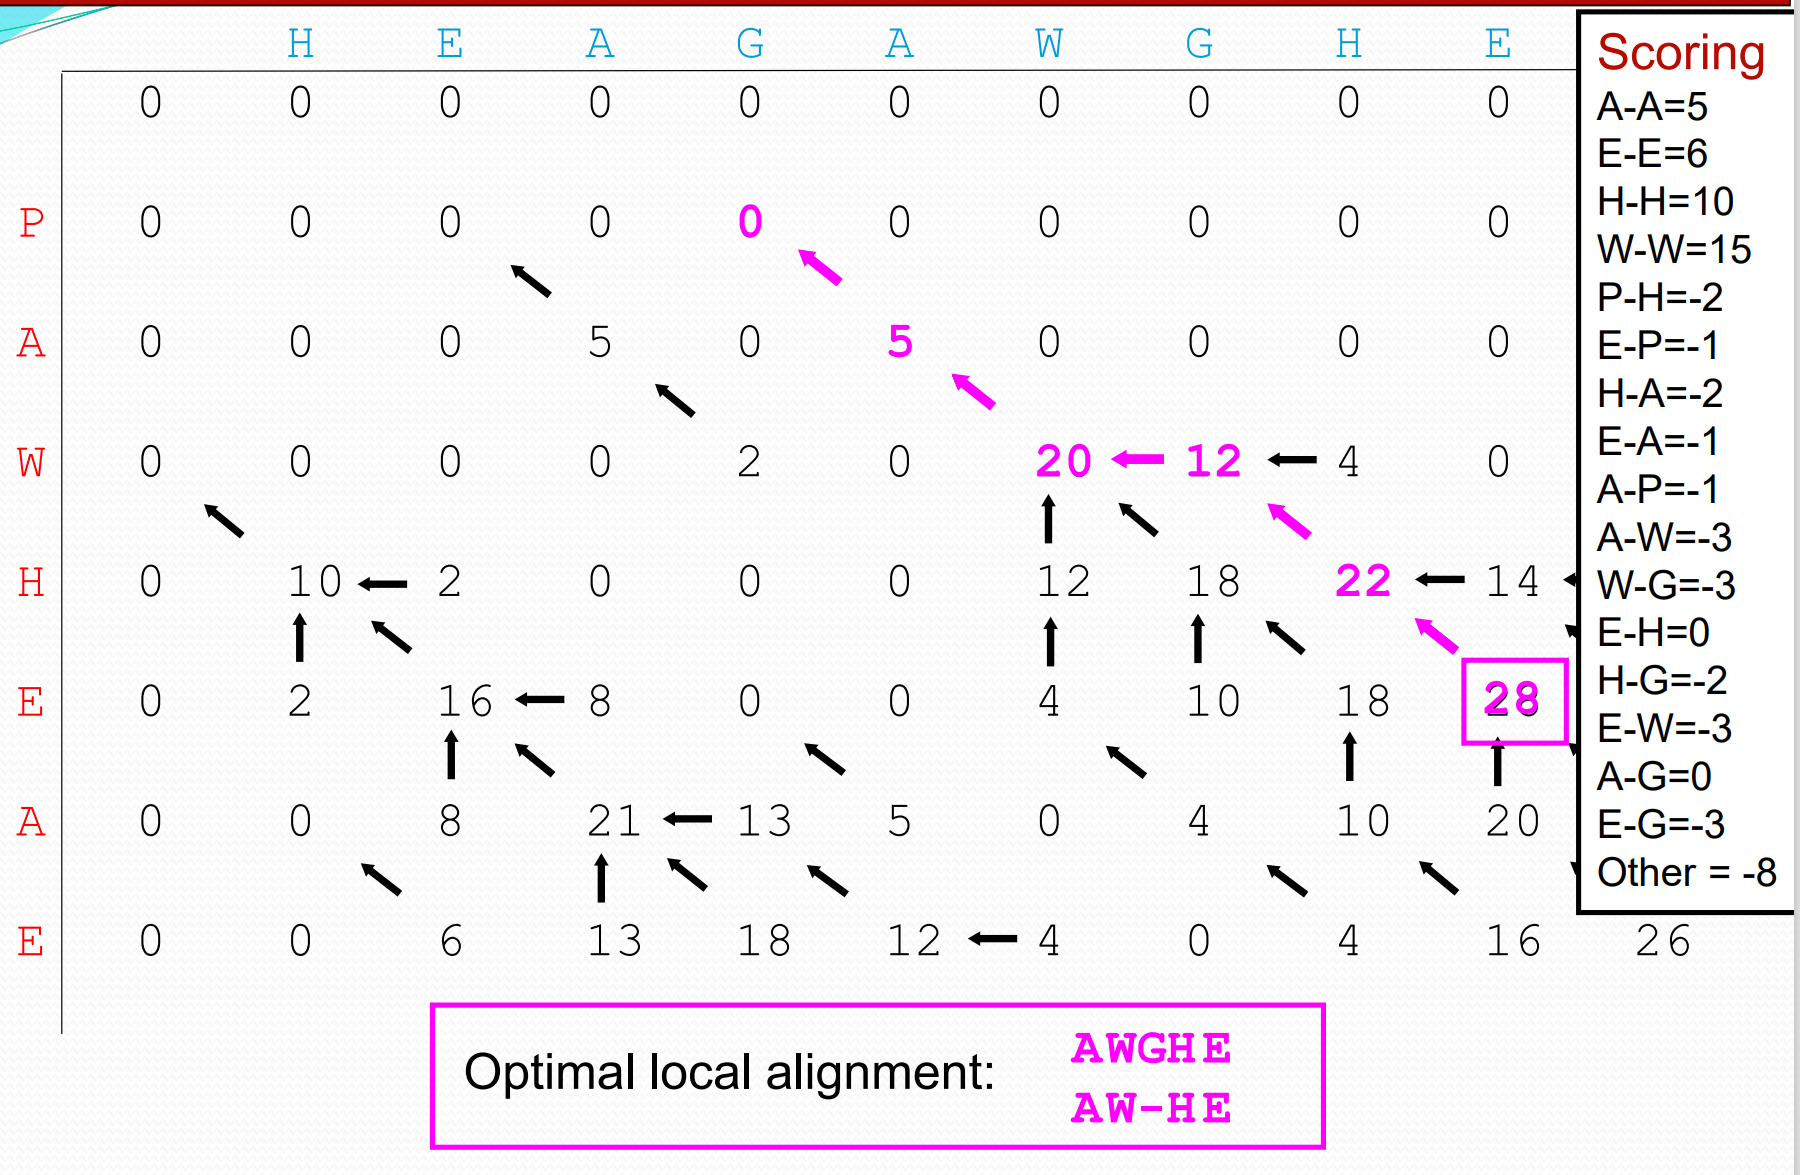 H E A G A W G H E
0 0 0 0 0 0 0 0 0 0
P 0 0 0 0 0 0 0 0 0 0
A 0 0 0 5 0 5 0 0 0 0
W 0 0 0 0 2 0 20 12 4 0
H 0 10 2 0 0 0 12 18 22 14
E 0 2 16 8 0 0 4 10 18 28
A 0 0 8 21 13 5 0 4 10 20
E 0 0 6 13 18 12 4 0 4 16 26
Scoring
A-A=5
E-E=6
H-H=10
W-W=15
P-H=-2
E-P=-1
H-A=-2
E-A=-1
A-P=-1
A-W=-3
W-G=-3
E-H=0
H-G=-2
E-W=-3
A-G=0
E-G=-3
Other = -8
Optimal local alignment:
AWGHE
AW-HE